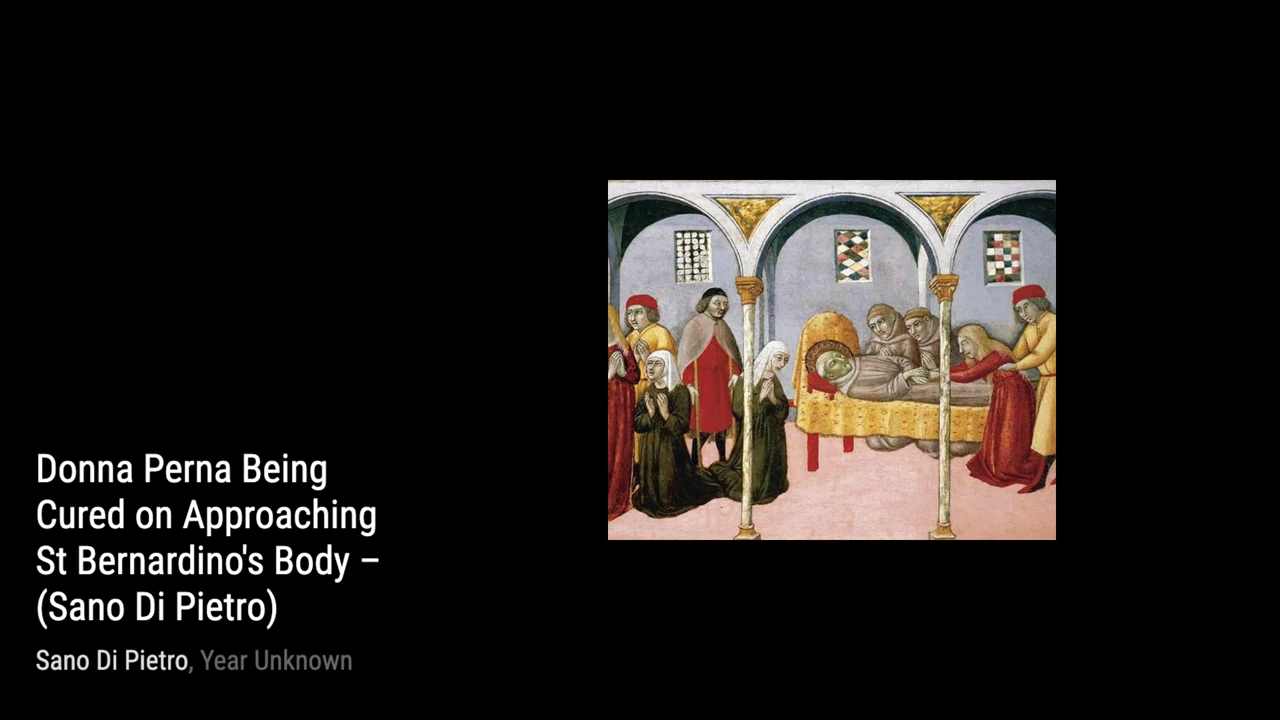 Donna Perna Being
Cured on Approaching
St Bernardino's Body –
(Sano Di Pietro)
Sano Di Pietro, Year Unknown